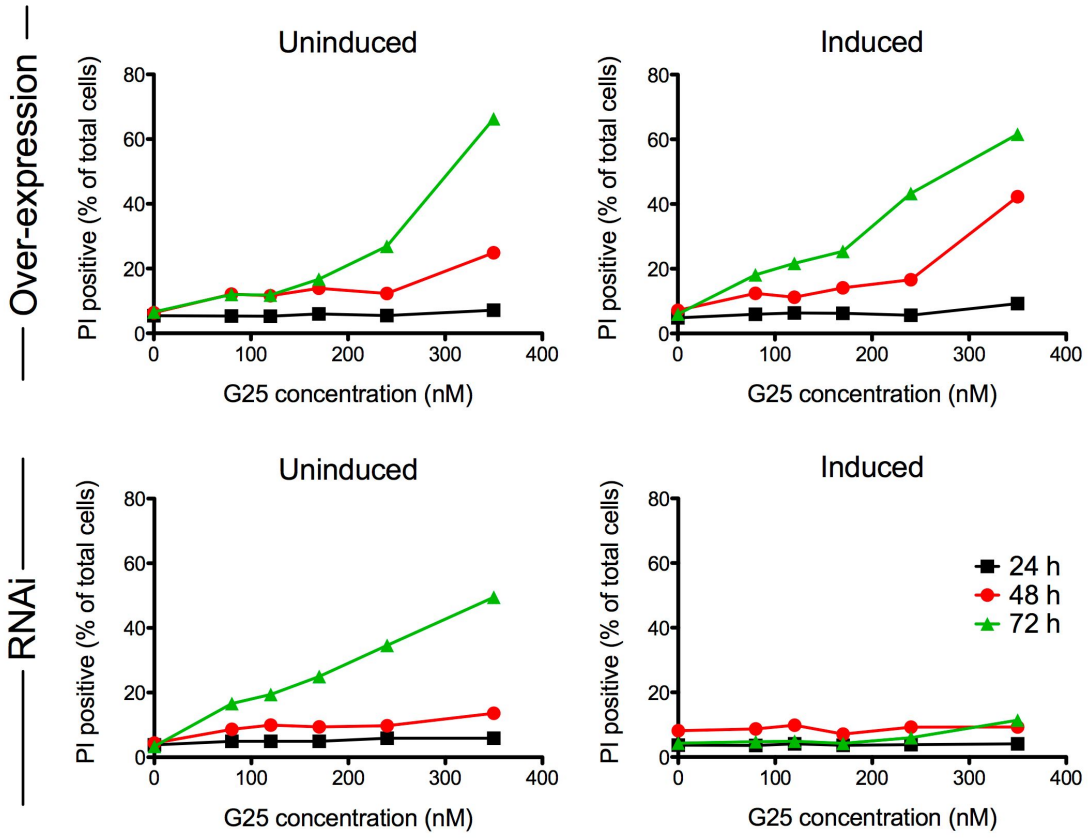 Over-expression
Uninduced
PI positive (% of total cells)
80
60
40
20
0
0 100 200 300 400
G25 concentration (nM)
Induced
PI positive (% of total cells)
80
60
40
20
0
0 100 200 300 400
G25 concentration (nM)
RNAi
Uninduced
PI positive (% of total cells)
80
60
40
20
0
0 100 200 300 400
G25 concentration (nM)
Induced
PI positive (% of total cells)
80
60
40
20
0
24 h
48 h
72 h
0 100 200 300 400
G25 concentration (nM)